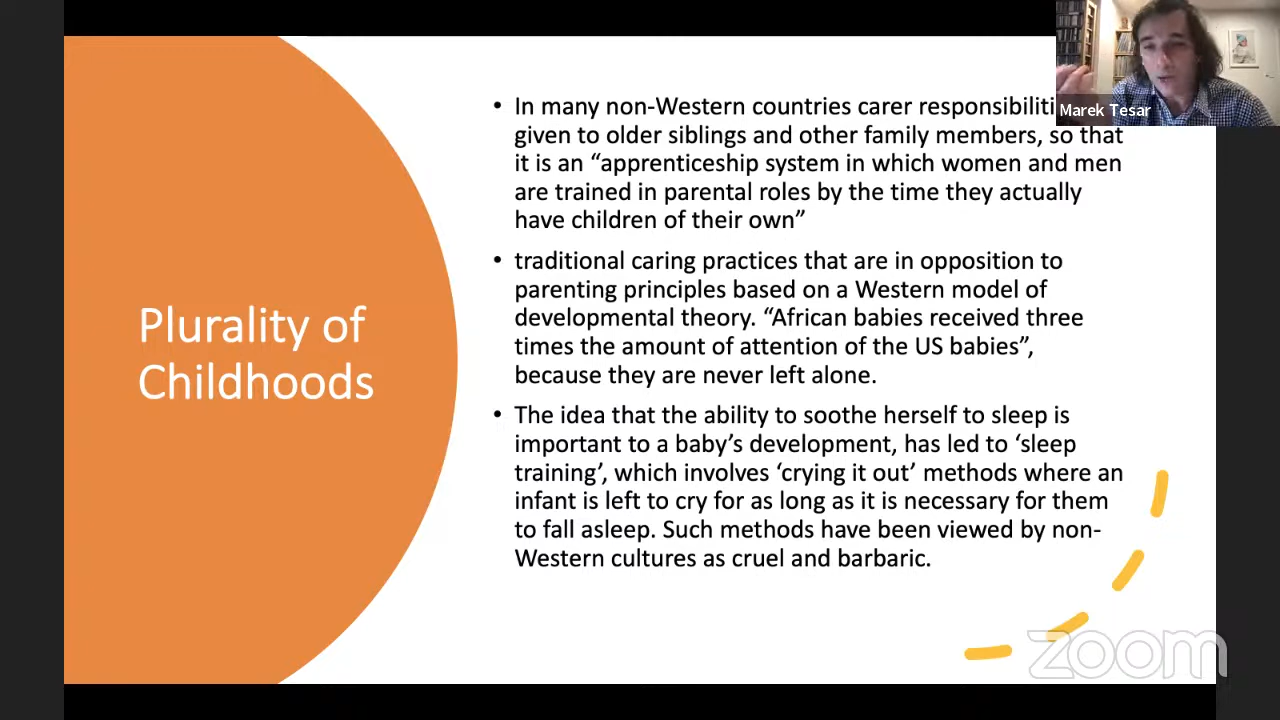 Plurality of
Childhoods
• In many non-Western countries carer responsibiliti
given to older siblings and other family members, so that
it is an “apprenticeship system in which women and men
are trained in parental roles by the time they actually
have children of their own”
• traditional caring practices that are in opposition to
parenting principles based on a Western model of
developmental theory. “African babies received three
times the amount of attention of the US babies”,
because they are never left alone.
• The idea that the ability to soothe herself to sleep is
important to a baby’s development, has led to ‘sleep
training’, which involves ‘crying it out’ methods where an
infant is left to cry for as long as it is necessary for them
to fall asleep. Such methods have been viewed by non-
Western cultures as cruel and barbaric.
Marek Tesar
zoom